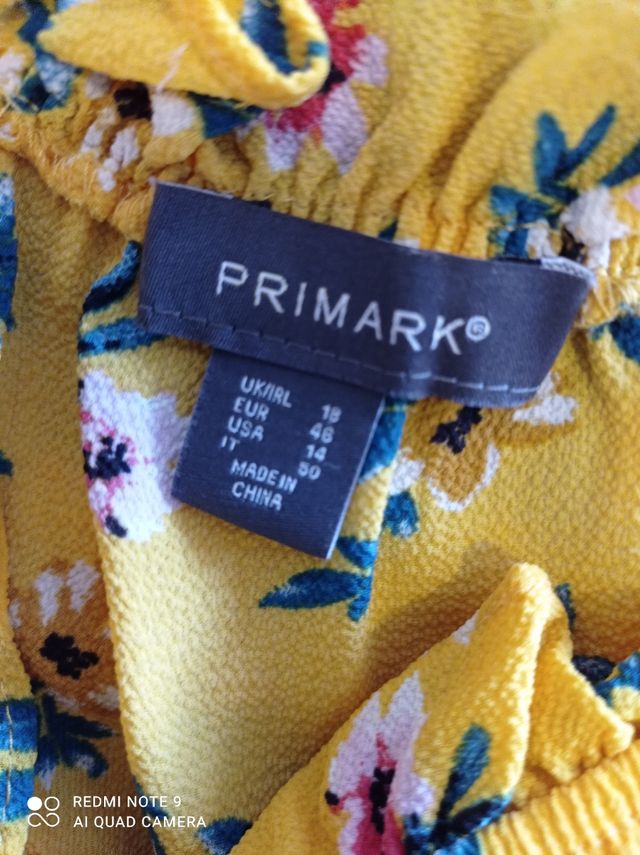 PRIMARK®
UK/IRL 18
EUR 46
USA 14
IT 50
MADE IN
CHINA
REDMI NOTE 9
AI QUAD CAMERA